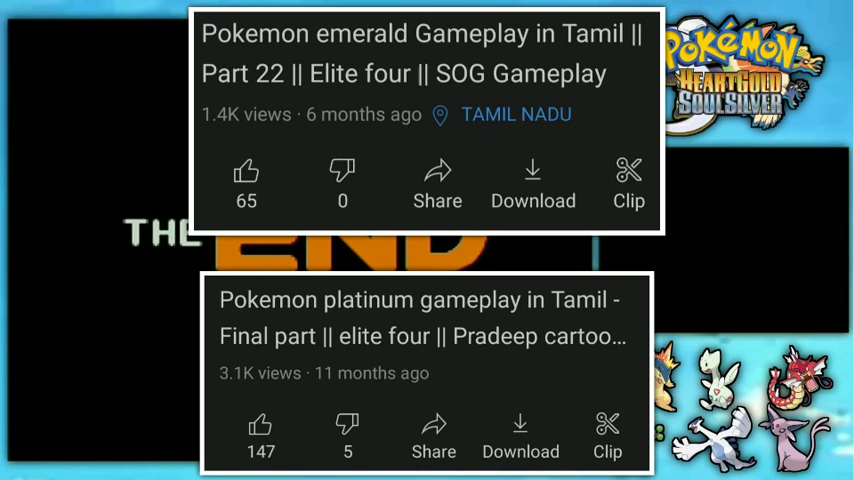 Pokemon emerald Gameplay in Tamil ||
Part 22 || Elite four || SOG Gameplay
1.4K views · 6 months ago TAMIL NADU
65 0 Share Download Clip
POKéMON
HEARTGOLD
SOULSILVER
THE END
Pokemon platinum gameplay in Tamil -
Final part || elite four || Pradeep cartoo...
3.1K views · 11 months ago
147 5 Share Download Clip